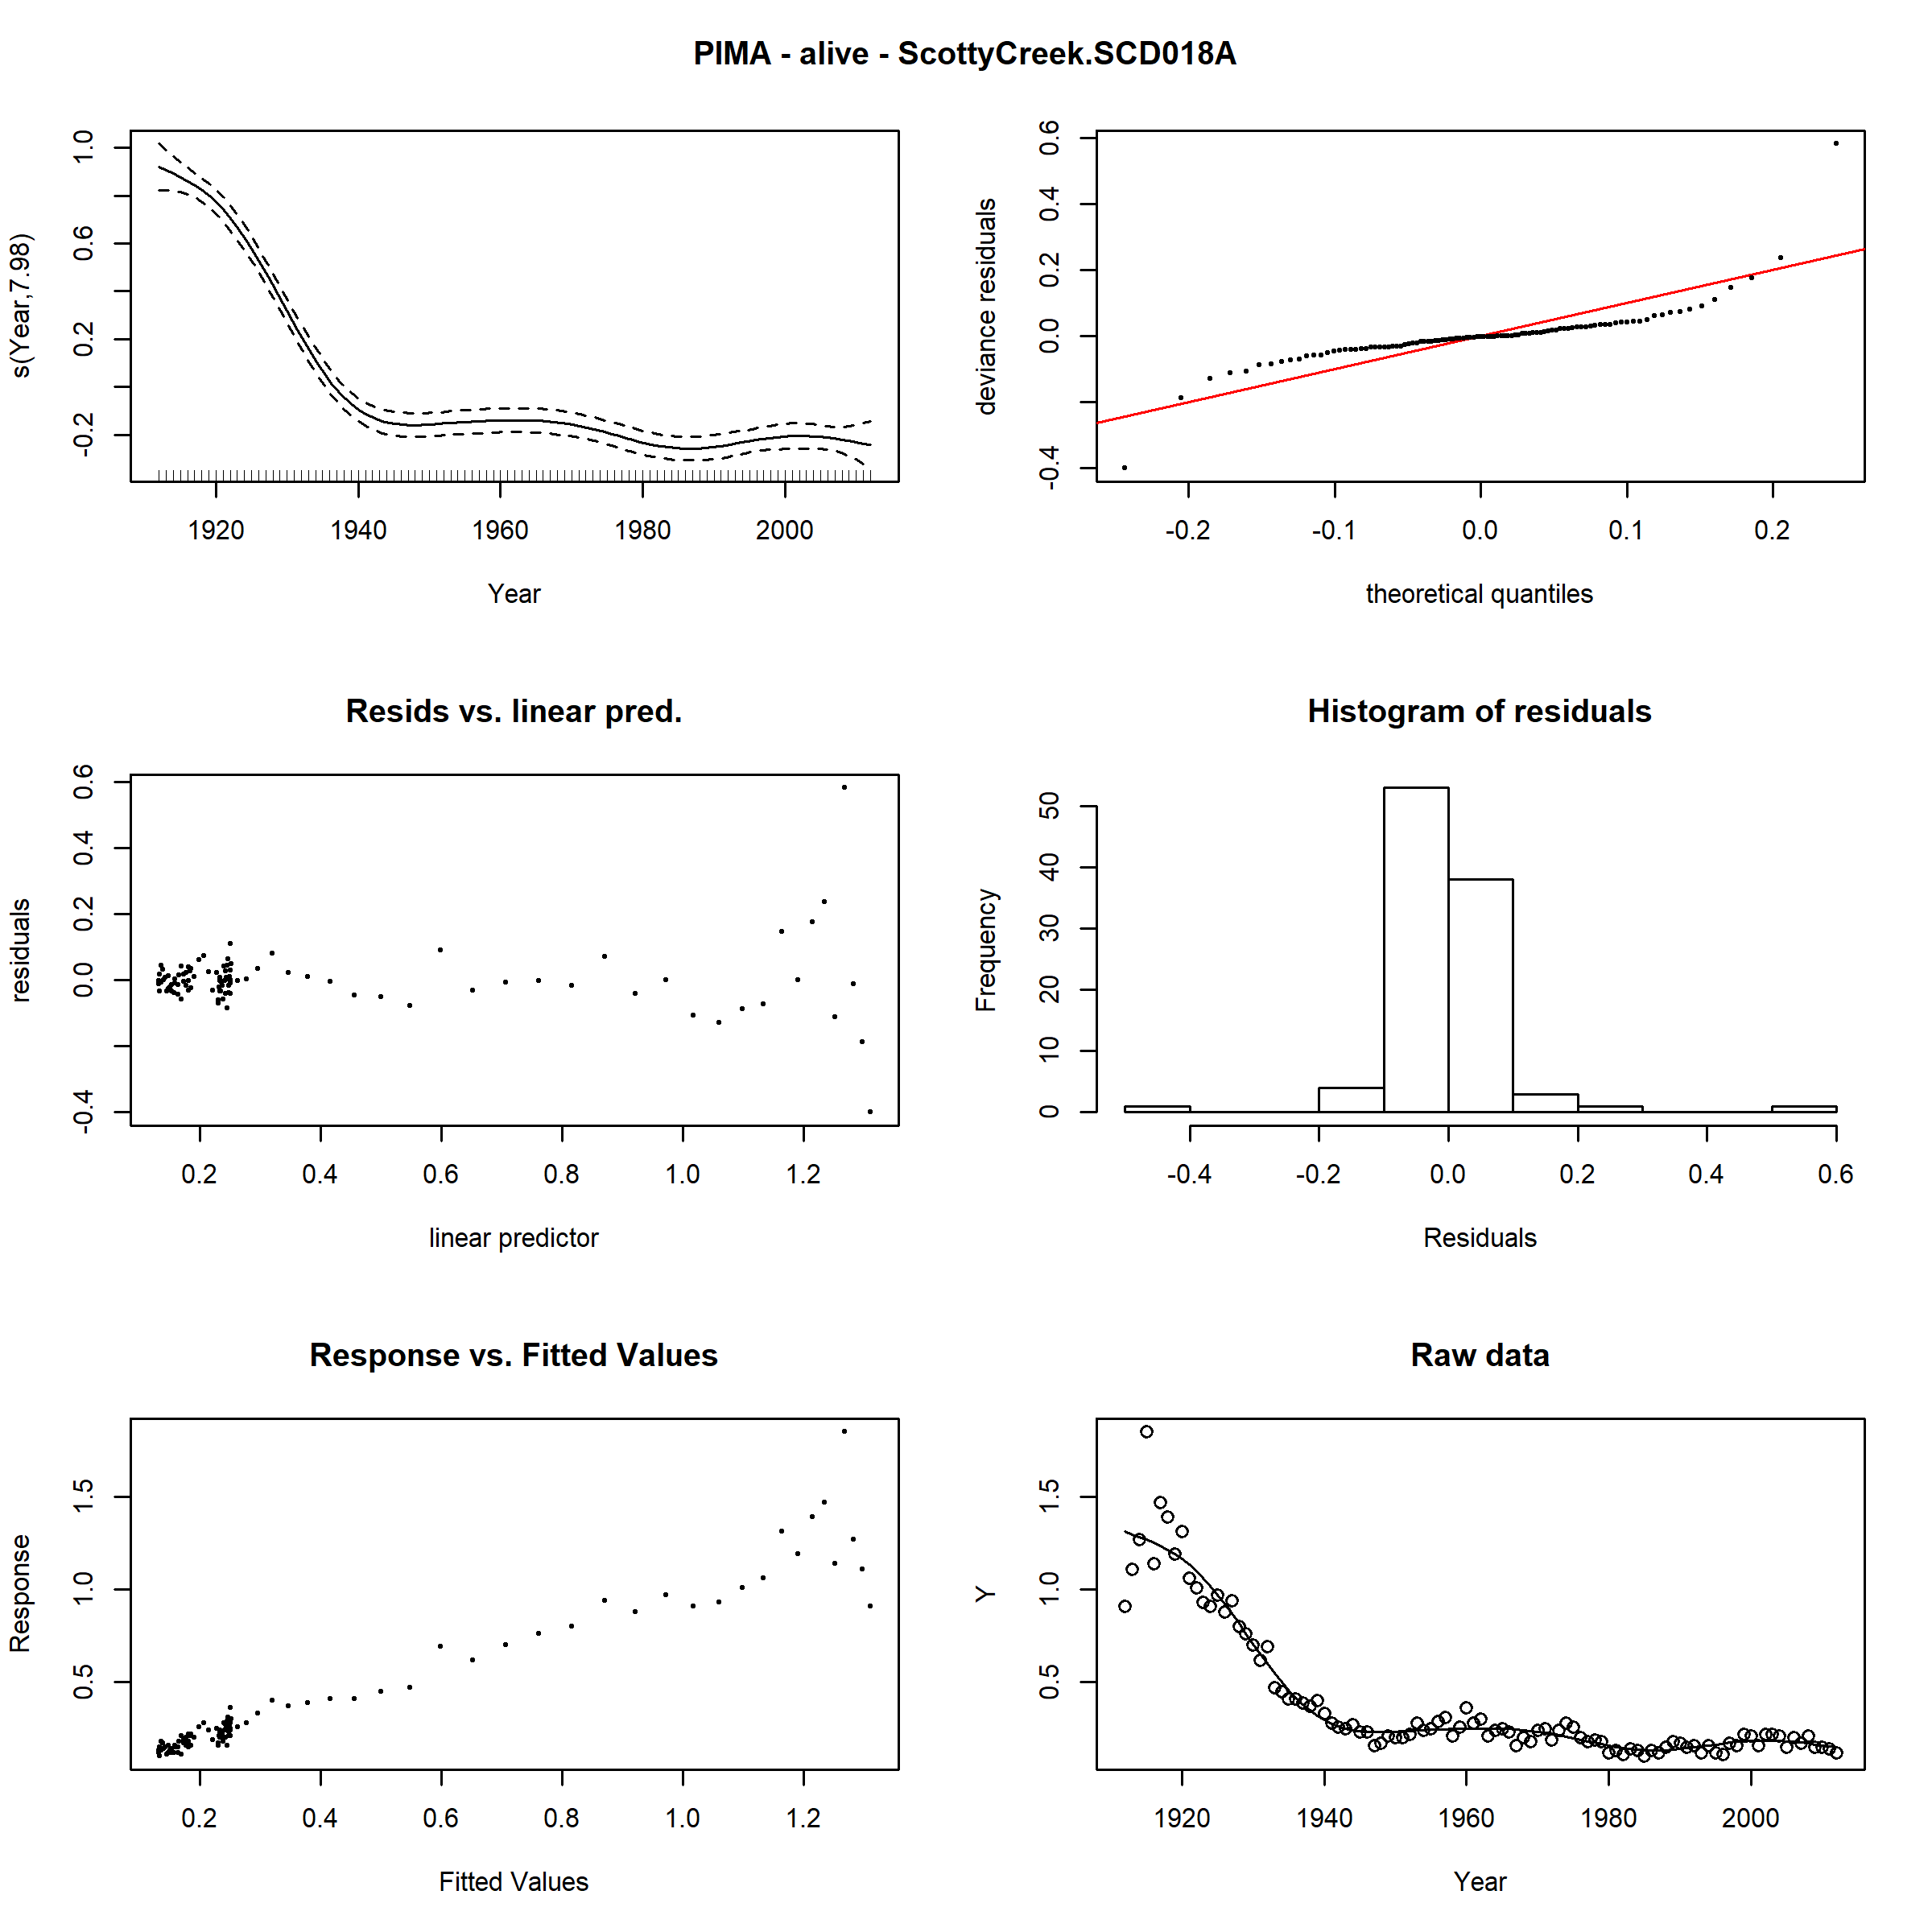 PIMA - alive - ScottyCreek.SCD018A
s(Year,7.98)
-0.2 0.2 0.6 1.0
1920 1940 1960 1980 2000
Year
deviance residuals
-0.4 0.0 0.2 0.4 0.6
-0.2 -0.1 0.0 0.1 0.2
theoretical quantiles
Resids vs. linear pred.
residuals
-0.4 0.0 0.2 0.4 0.6
0.2 0.4 0.6 0.8 1.0 1.2
linear predictor
Histogram of residuals
Frequency
0 10 20 30 40 50
-0.4 -0.2 0.0 0.2 0.4 0.6
Residuals
Response vs. Fitted Values
Response
0.5 1.0 1.5
0.2 0.4 0.6 0.8 1.0 1.2
Fitted Values
Raw data
Y
0.5 1.0 1.5
1920 1940 1960 1980 2000
Year